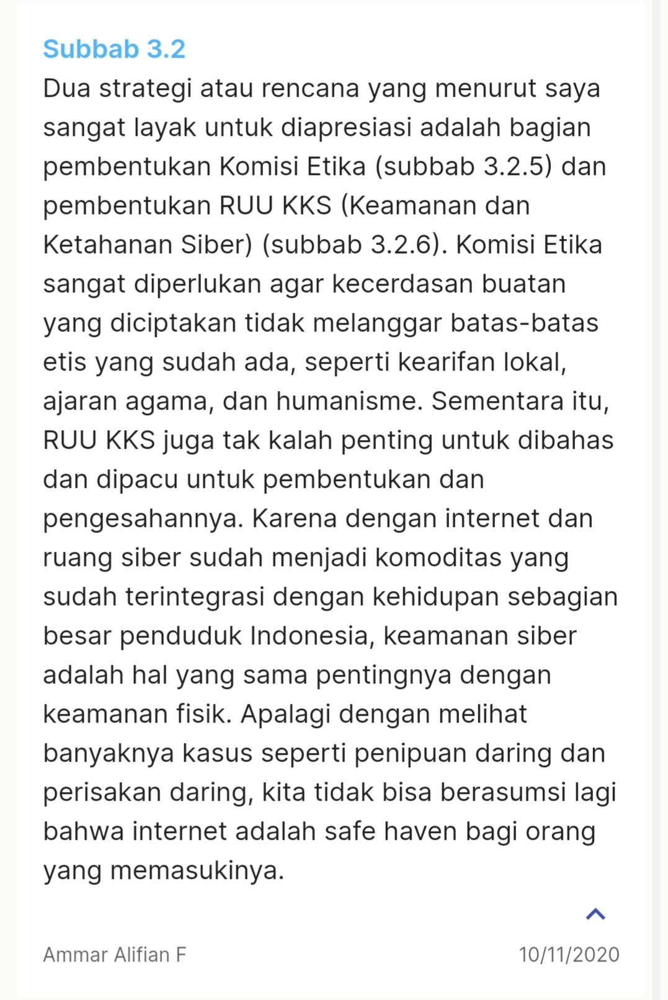 Subbab 3.2
Dua strategi atau rencana yang menurut saya
sangat layak untuk diapresiasi adalah bagian
pembentukan Komisi Etika (subbab 3.2.5) dan
pembentukan RUU KKS (Keamanan dan
Ketahanan Siber) (subbab 3.2.6). Komisi Etika
sangat diperlukan agar kecerdasan buatan
yang diciptakan tidak melanggar batas-batas
etis yang sudah ada, seperti kearifan lokal,
ajaran agama, dan humanisme. Sementara itu,
RUU KKS juga tak kalah penting untuk dibahas
dan dipacu untuk pembentukan dan
pengesahannya. Karena dengan internet dan
ruang siber sudah menjadi komoditas yang
sudah terintegrasi dengan kehidupan sebagian
besar penduduk Indonesia, keamanan siber
adalah hal yang sama pentingnya dengan
keamanan fisik. Apalagi dengan melihat
banyaknya kasus seperti penipuan daring dan
perisakan daring, kita tidak bisa berasumsi lagi
bahwa internet adalah safe haven bagi orang
yang memasukinya.
Ammar Alifian F
10/11/2020